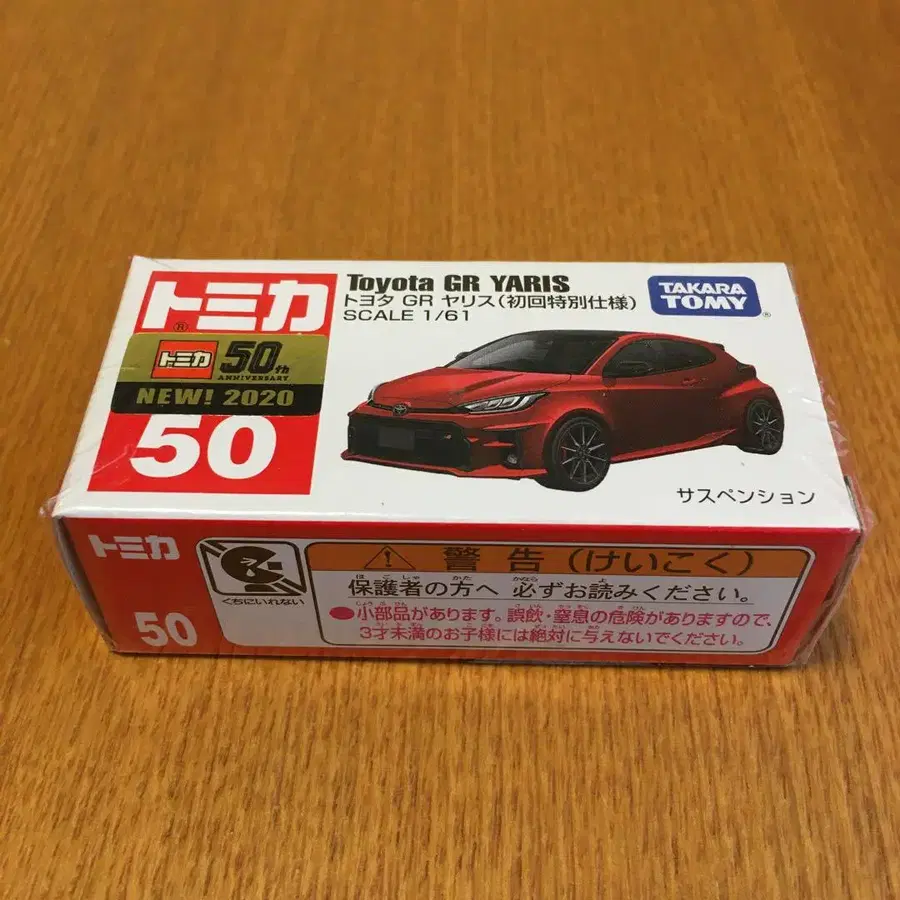 トミカ
®
トミカ 50th
ANNIVERSARY
NEW! 2020
50
Toyota GR YARIS
トヨタ GR ヤリス(初回特別仕様)
SCALE 1/61
TAKARA
TOMY
®
サスペンション
トミカ
50
くちにいれない
警告(けいこく)
保護者の方へ 必ずお読みください。
●小部品があります。誤飲・窒息の危険がありますので、
3才未満のお子様には絶対に与えないでください。